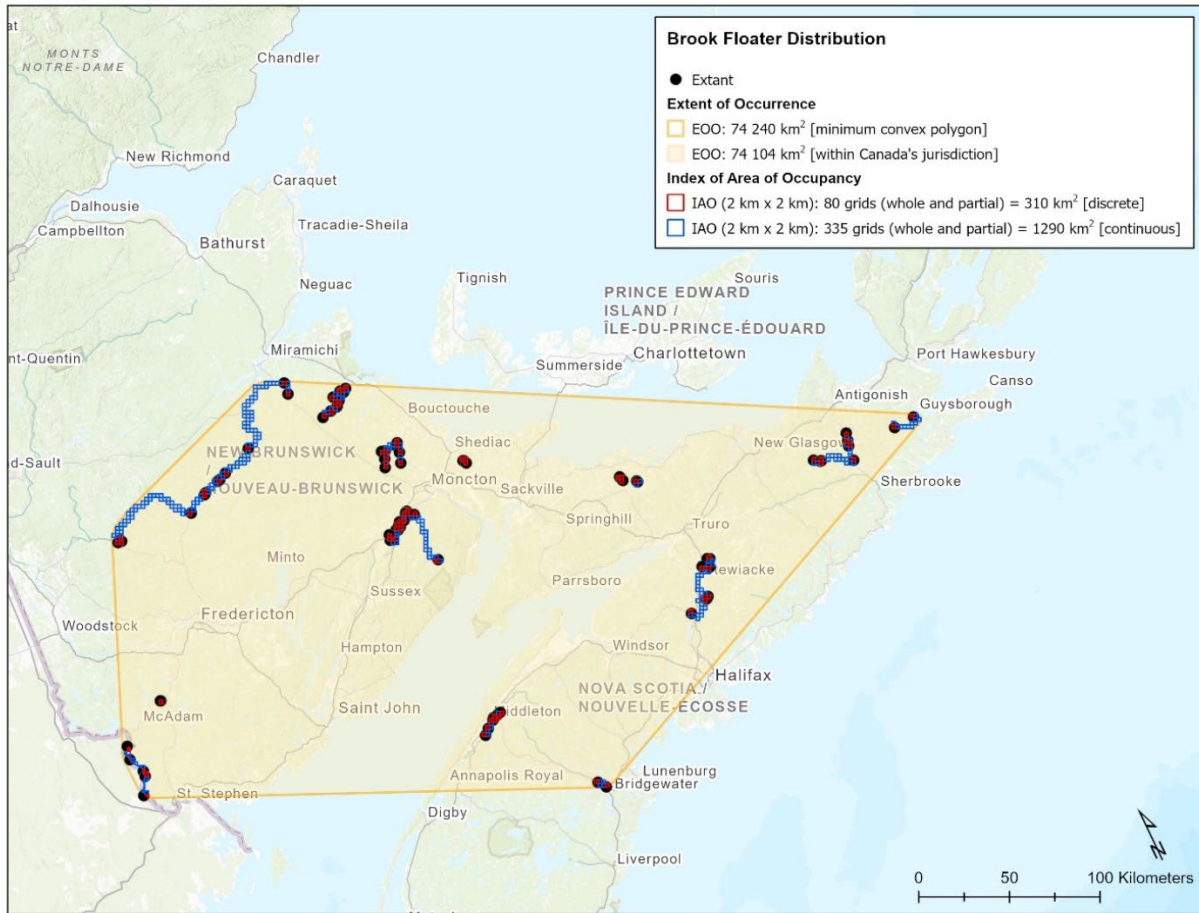 Brook Floater Distribution
Extant
Extent of Occurrence
EOO: 74 240 km² [minimum convex polygon]
EOO: 74 104 km² [within Canada's jurisdiction]
Index of Area of Occupancy
IAO (2 km x 2 km): 80 grids (whole and partial) = 310 km² [discrete]
IAO (2 km x 2 km): 335 grids (whole and partial) = 1290 km² [continuous]
MONTS
NOTRE-DAME
Chandler
New Richmond
Caraquet
Dalhousie
Campbellton
Tracadie-Sheila
Bathurst
Neguac
Tignish
Souris
PRINCE EDWARD
ISLAND /
ÎLE-DU-PRINCE-ÉDOUARD
Miramichi
Summerside
Charlottetown
Port Hawkesbury
Canso
Antigonish
Guysborough
Bouctouche
Shediac
New Glasgow
NEW BRUNSWICK
/
NOUVEAU-BRUNSWICK
Moncton
Sackville
Sherbrooke
Springhill
Truro
Minto
Parrsboro
Sussex
Fredericton
Woodstock
Hampton
Windsor
Halifax
NOVA SCOTIA /
NOUVELLE-ÉCOSSE
McAdam
Saint John
Middleton
Annapolis Royal
Lunenburg
Bridgewater
St. Stephen
Digby
Liverpool
N
0 50 100 Kilometers